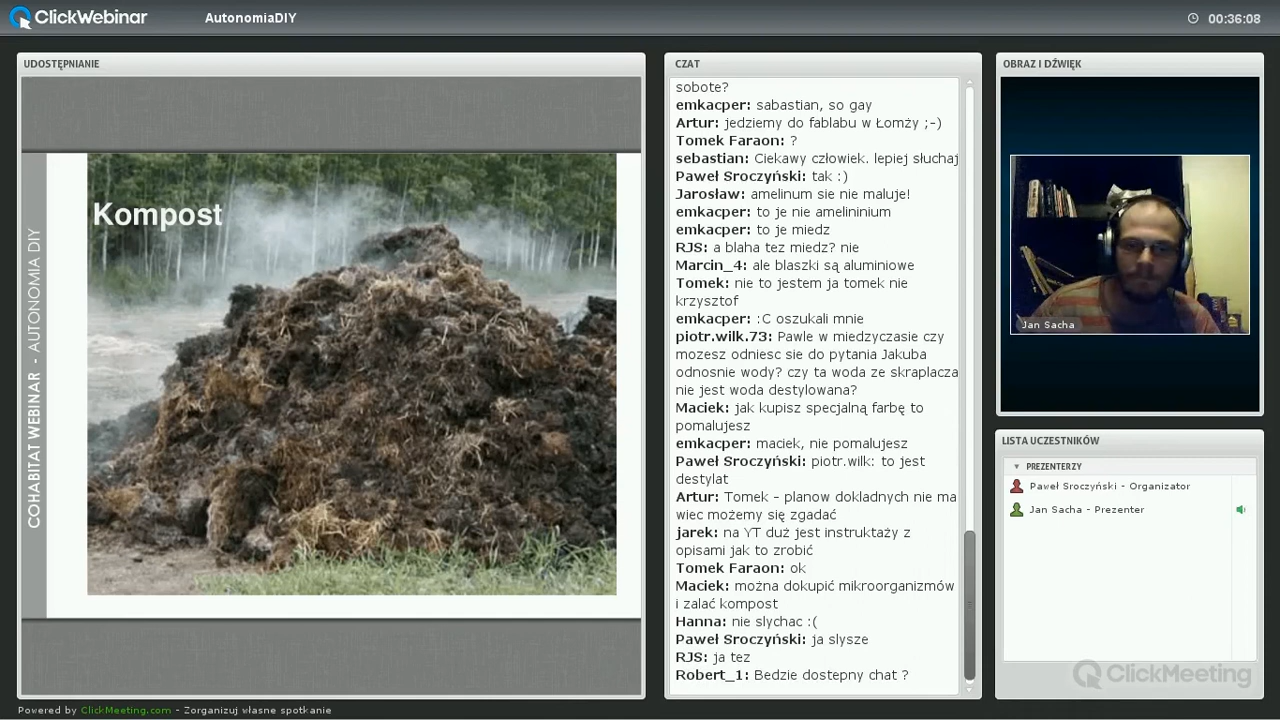 ClickWebinar
AutonomiaDIY
00:36:08
UDOSTĘPNIANIE
COHABITAT WEBINAR - AUTONOMIA DIY
Kompost
CZAT
sobote?
emkacper: sabastian, so gay
Artur: jedziemy do fablabu w Łomży ;-)
Tomek Faraon: ?
sebastian: Ciekawy człowiek. lepiej słuchaj
Paweł Sroczyński: tak :)
Jarosław: amelinum sie nie maluje!
emkacper: to je nie amelininium
emkacper: to je miedz
RJS: a blaha tez miedz? nie
Marcin_4: ale blaszki są aluminiowe
Tomek: nie to jestem ja tomek nie
krzysztof
emkacper: :C oszukali mnie
piotr.wilk.73: Pawle w miedzyczasie czy
mozesz odniesc sie do pytania Jakuba
odnosnie wody? czy ta woda ze skraplacza
nie jest woda destylowana?
Maciek: jak kupisz specjalną farbę to
pomalujesz
emkacper: maciek, nie pomalujesz
Paweł Sroczyński: piotr.wilk: to jest
destylat
Artur: Tomek - planow dokladnych nie ma
wiec możemy się zgadać
jarek: na YT duż jest instruktaży z
opisami jak to zrobić
Tomek Faraon: ok
Maciek: można dokupić mikroorganizmów
i zalać kompost
Hanna: nie slychac :(
Paweł Sroczyński: ja slysze
RJS: ja tez
Robert_1: Bedzie dostepny chat ?
OBRAZ I DŹWIĘK
Jan Sacha
LISTA UCZESTNIKÓW
PREZENTERZY
Paweł Sroczyński - Organizator
Jan Sacha - Prezenter
ClickMeeting
Powered by ClickMeeting.com - Zorganizuj własne spotkanie